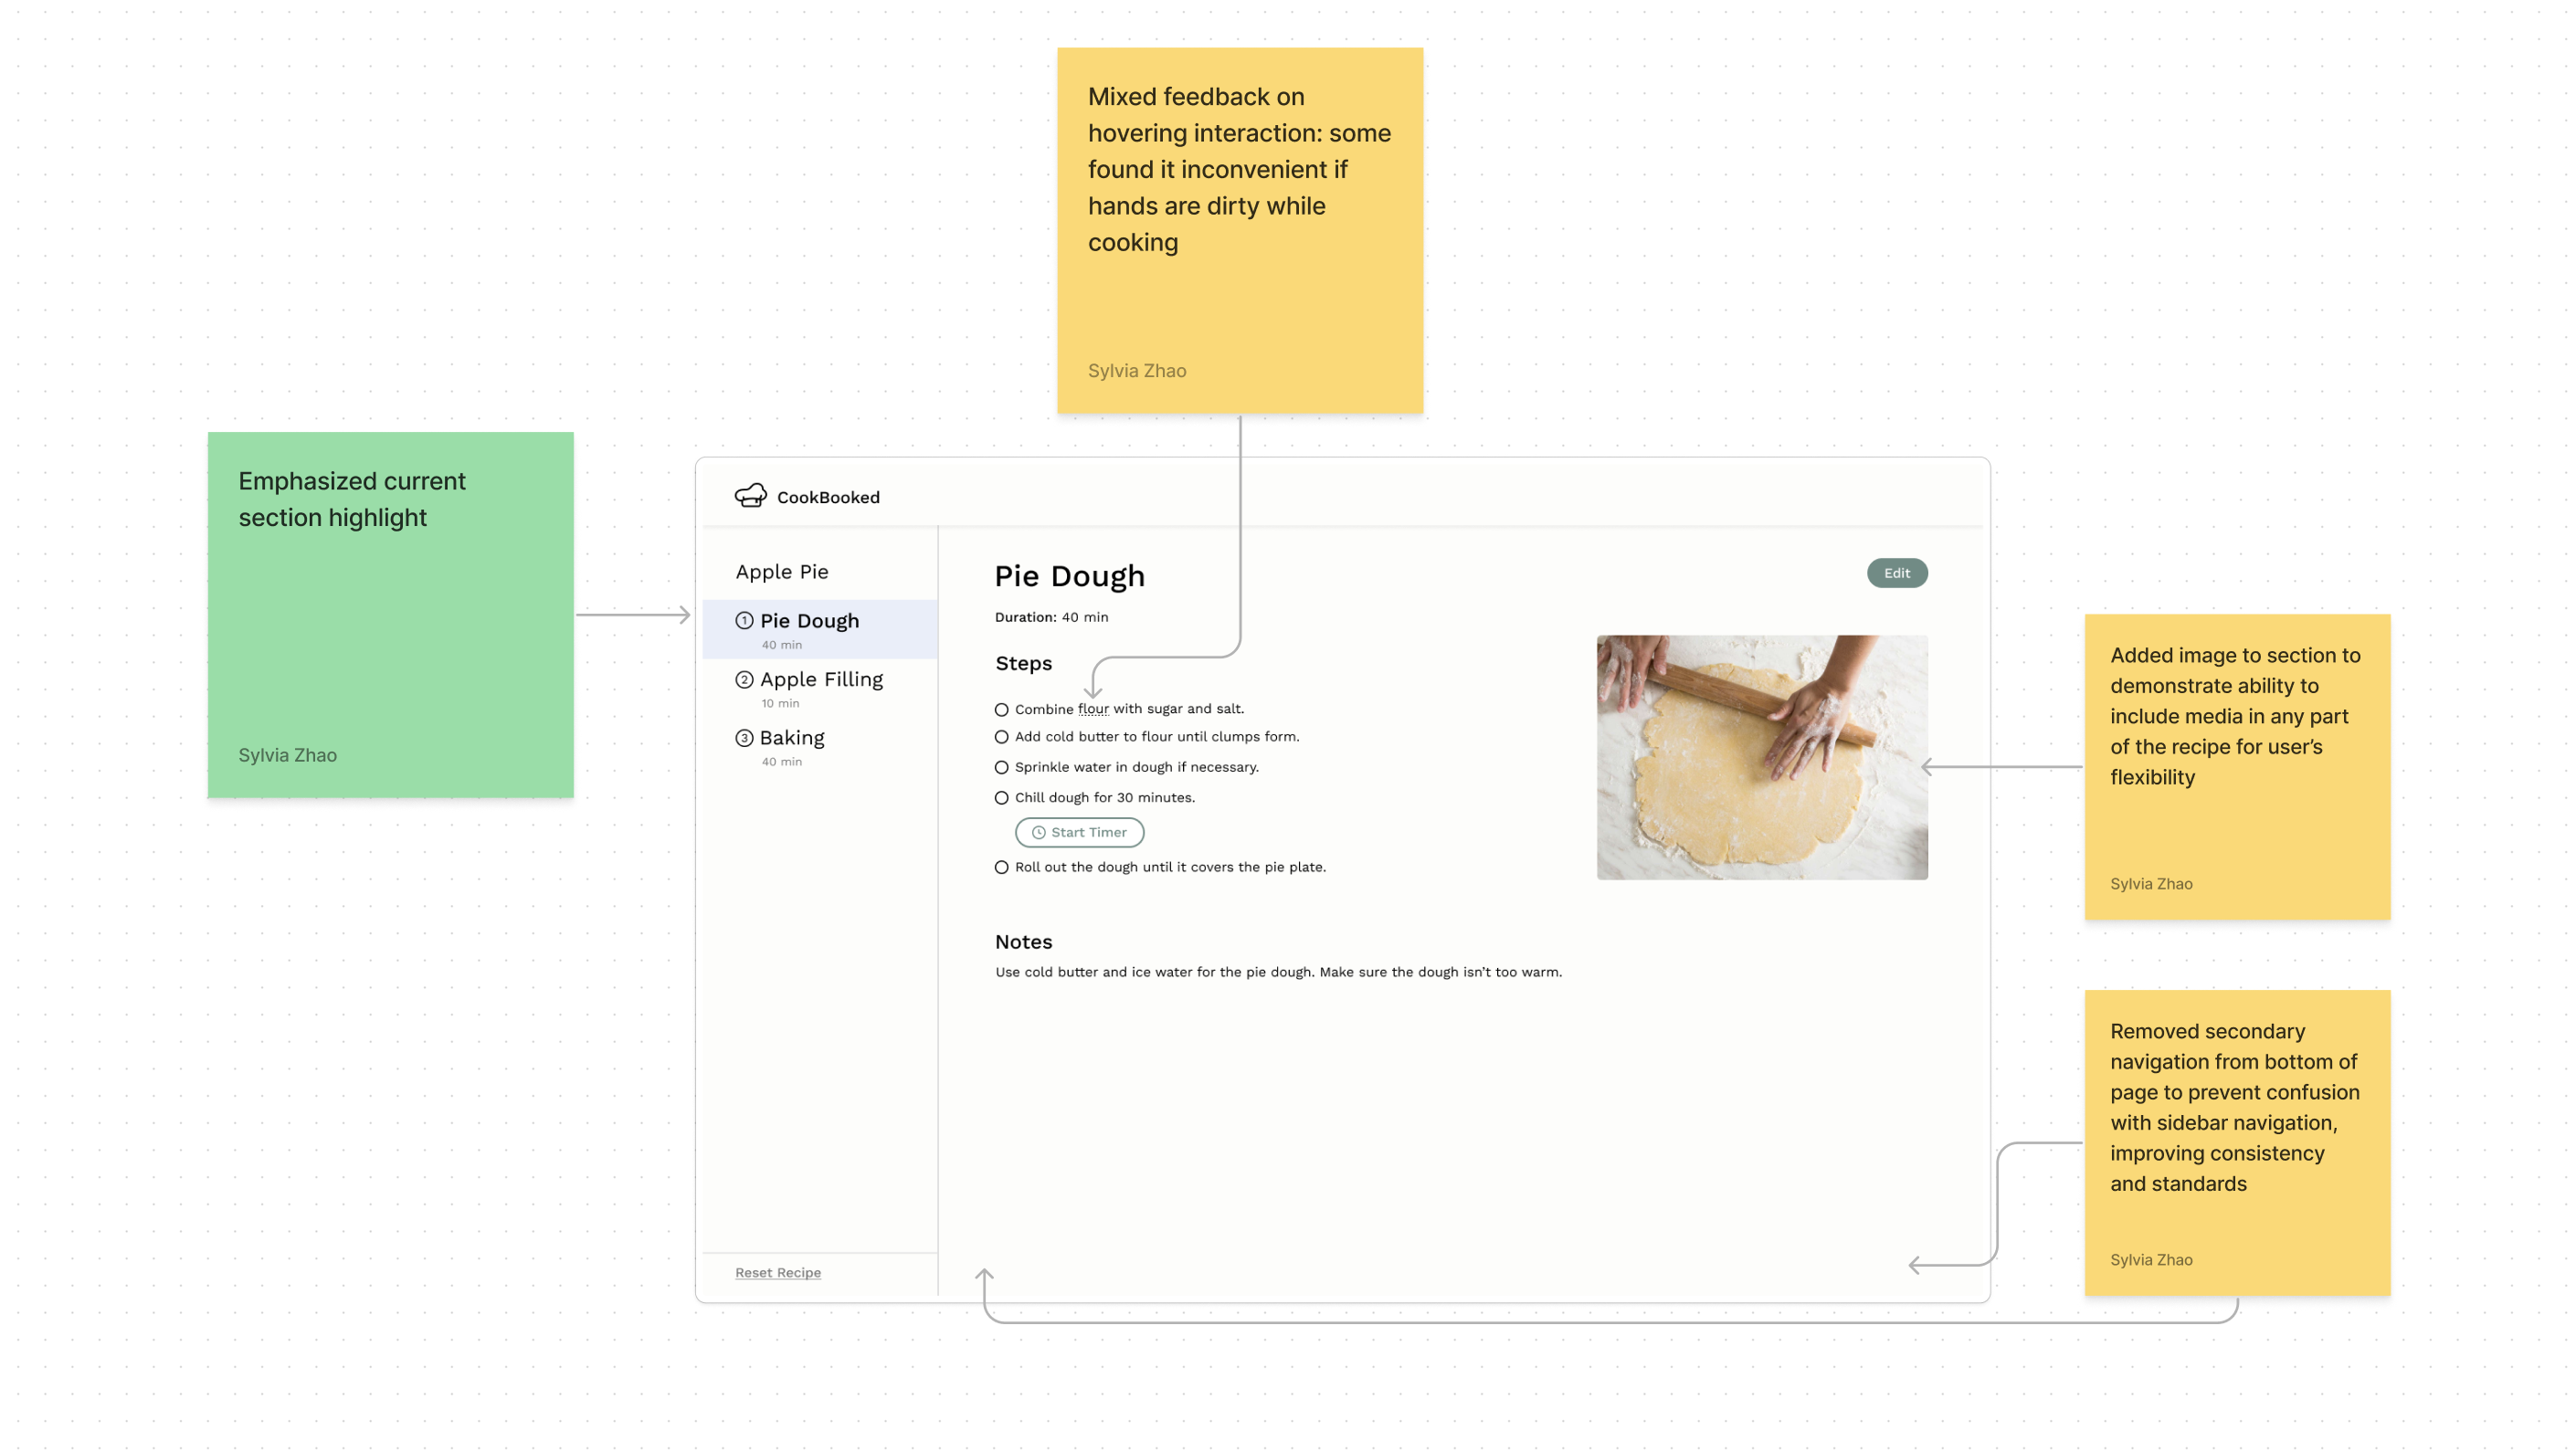 Mixed feedback on
hovering interaction: some
found it inconvenient if
hands are dirty while
cooking
Sylvia Zhao
Emphasized current
section highlight
Sylvia Zhao
CookBooked
Apple Pie
1 Pie Dough
40 min
2 Apple Filling
10 min
3 Baking
40 min
Reset Recipe
Pie Dough
Edit
Duration: 40 min
Steps
Combine flour with sugar and salt.
Add cold butter to flour until clumps form.
Sprinkle water in dough if necessary.
Chill dough for 30 minutes.
Start Timer
Roll out the dough until it covers the pie plate.
Notes
Use cold butter and ice water for the pie dough. Make sure the dough isn’t too warm.
Added image to section to
demonstrate ability to
include media in any part
of the recipe for user’s
flexibility
Sylvia Zhao
Removed secondary
navigation from bottom of
page to prevent confusion
with sidebar navigation,
improving consistency
and standards
Sylvia Zhao